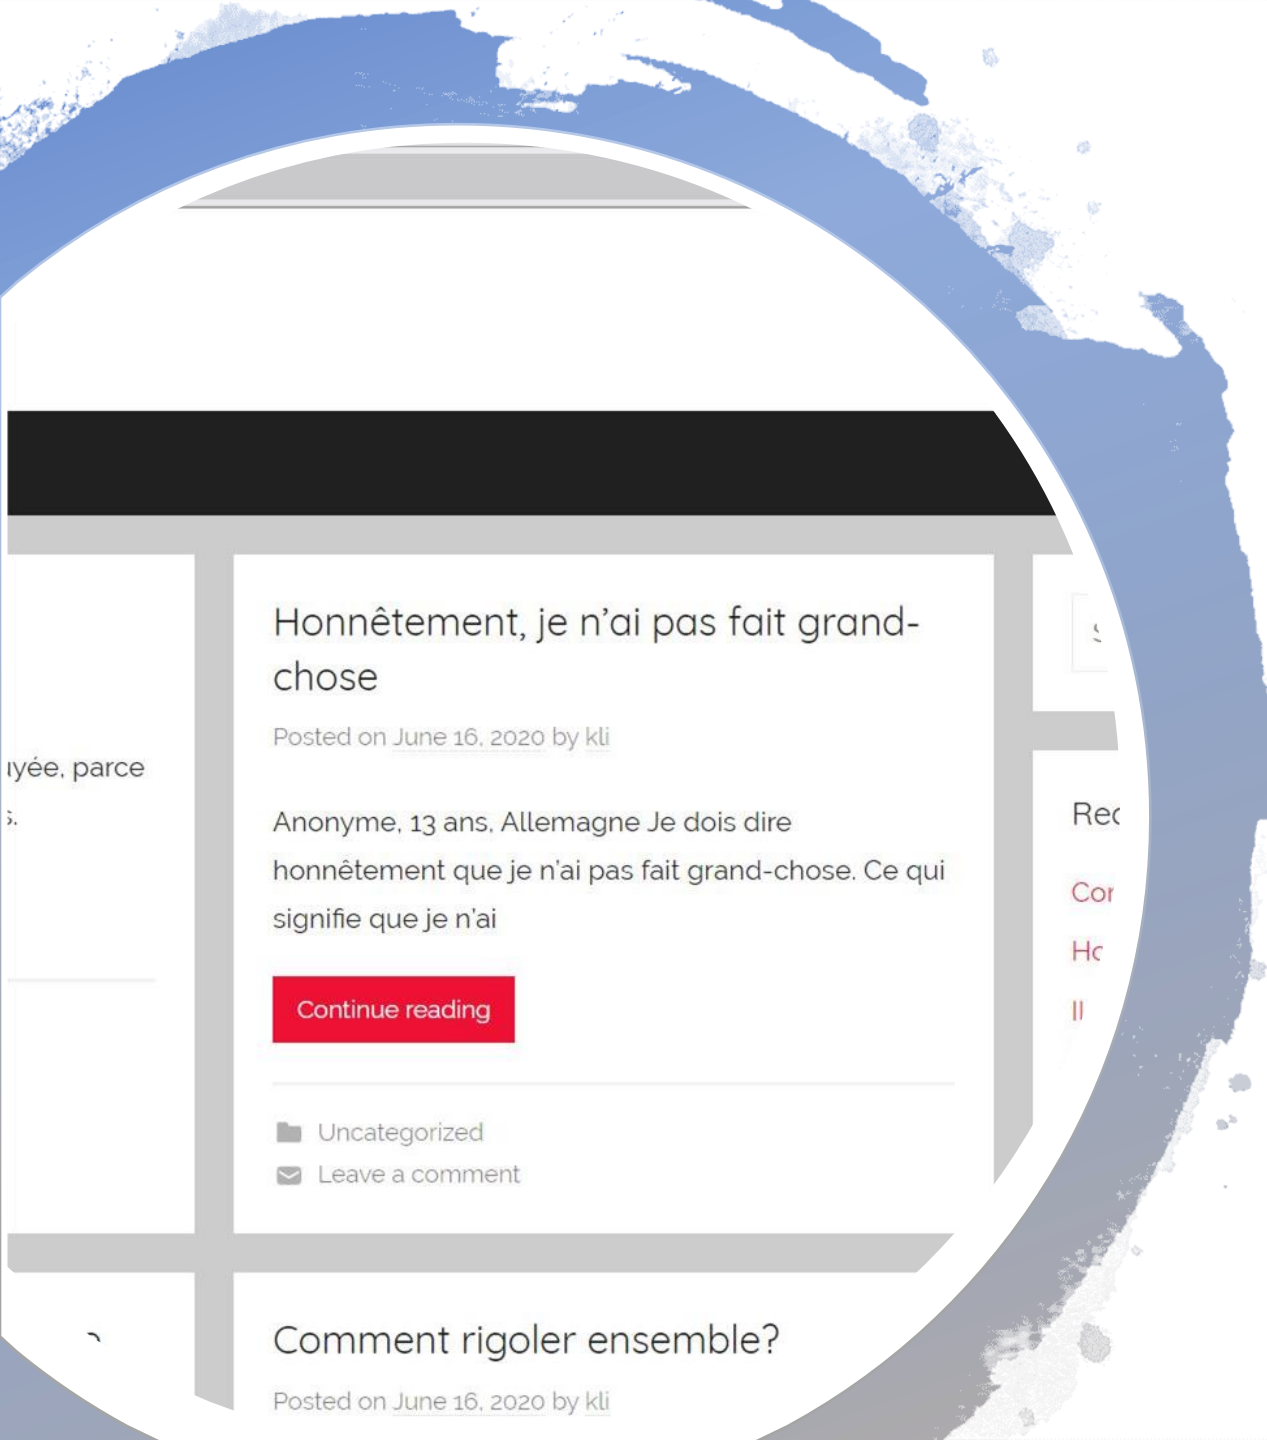 Honnêtement, je n’ai pas fait grand-
chose
Posted on June 16, 2020 by kli
parce
Anonyme, 13 ans, Allemagne Je dois dire
honnêtement que je n’ai pas fait grand-chose. Ce qui
signifie que je n’ai
Continue reading
Uncategorized
Leave a comment
Comment rigoler ensemble?
Posted on June 16, 2020 by kli